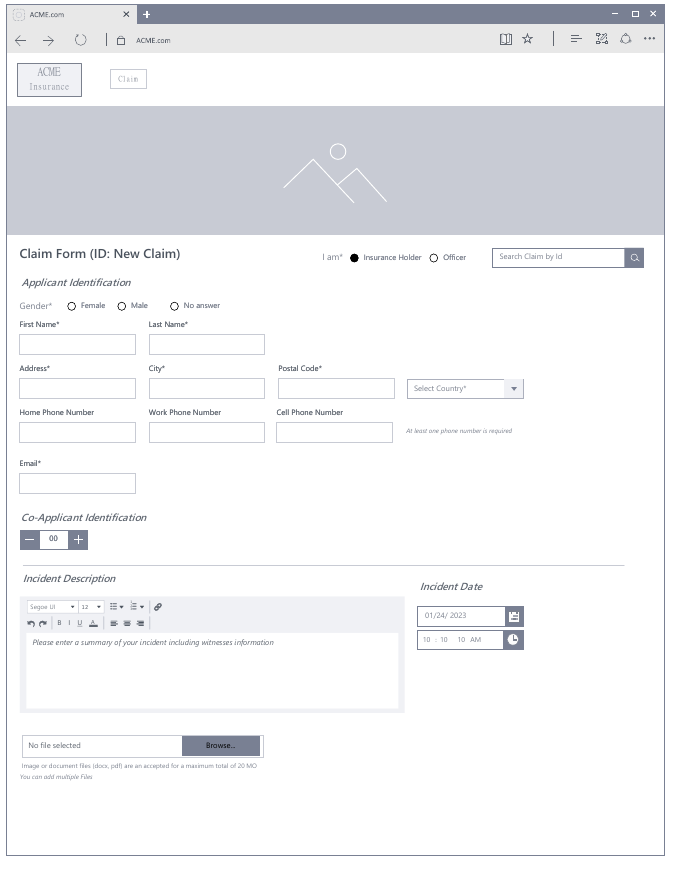 ACME.com
ACME.com
ACME
Insurance
Claim
Claim Form (ID: New Claim)
I am* Insurance Holder Officer
Search Claim by Id
Applicant Identification
Gender* Female Male No answer
First Name* Last Name*
Address* City* Postal Code*
Select Country*
Home Phone Number Work Phone Number Cell Phone Number
At least one phone number is required
Email*
Co-Applicant Identification
00
Incident Description
Incident Date
Segoe UI 12
B I U A
Please enter a summary of your incident including witnesses information
01/24/ 2023
10 : 10 10 AM
No file selected Browse...
Image or document files (docx, pdf) are an accepted for a maximum total of 20 MO
You can add multiple Files